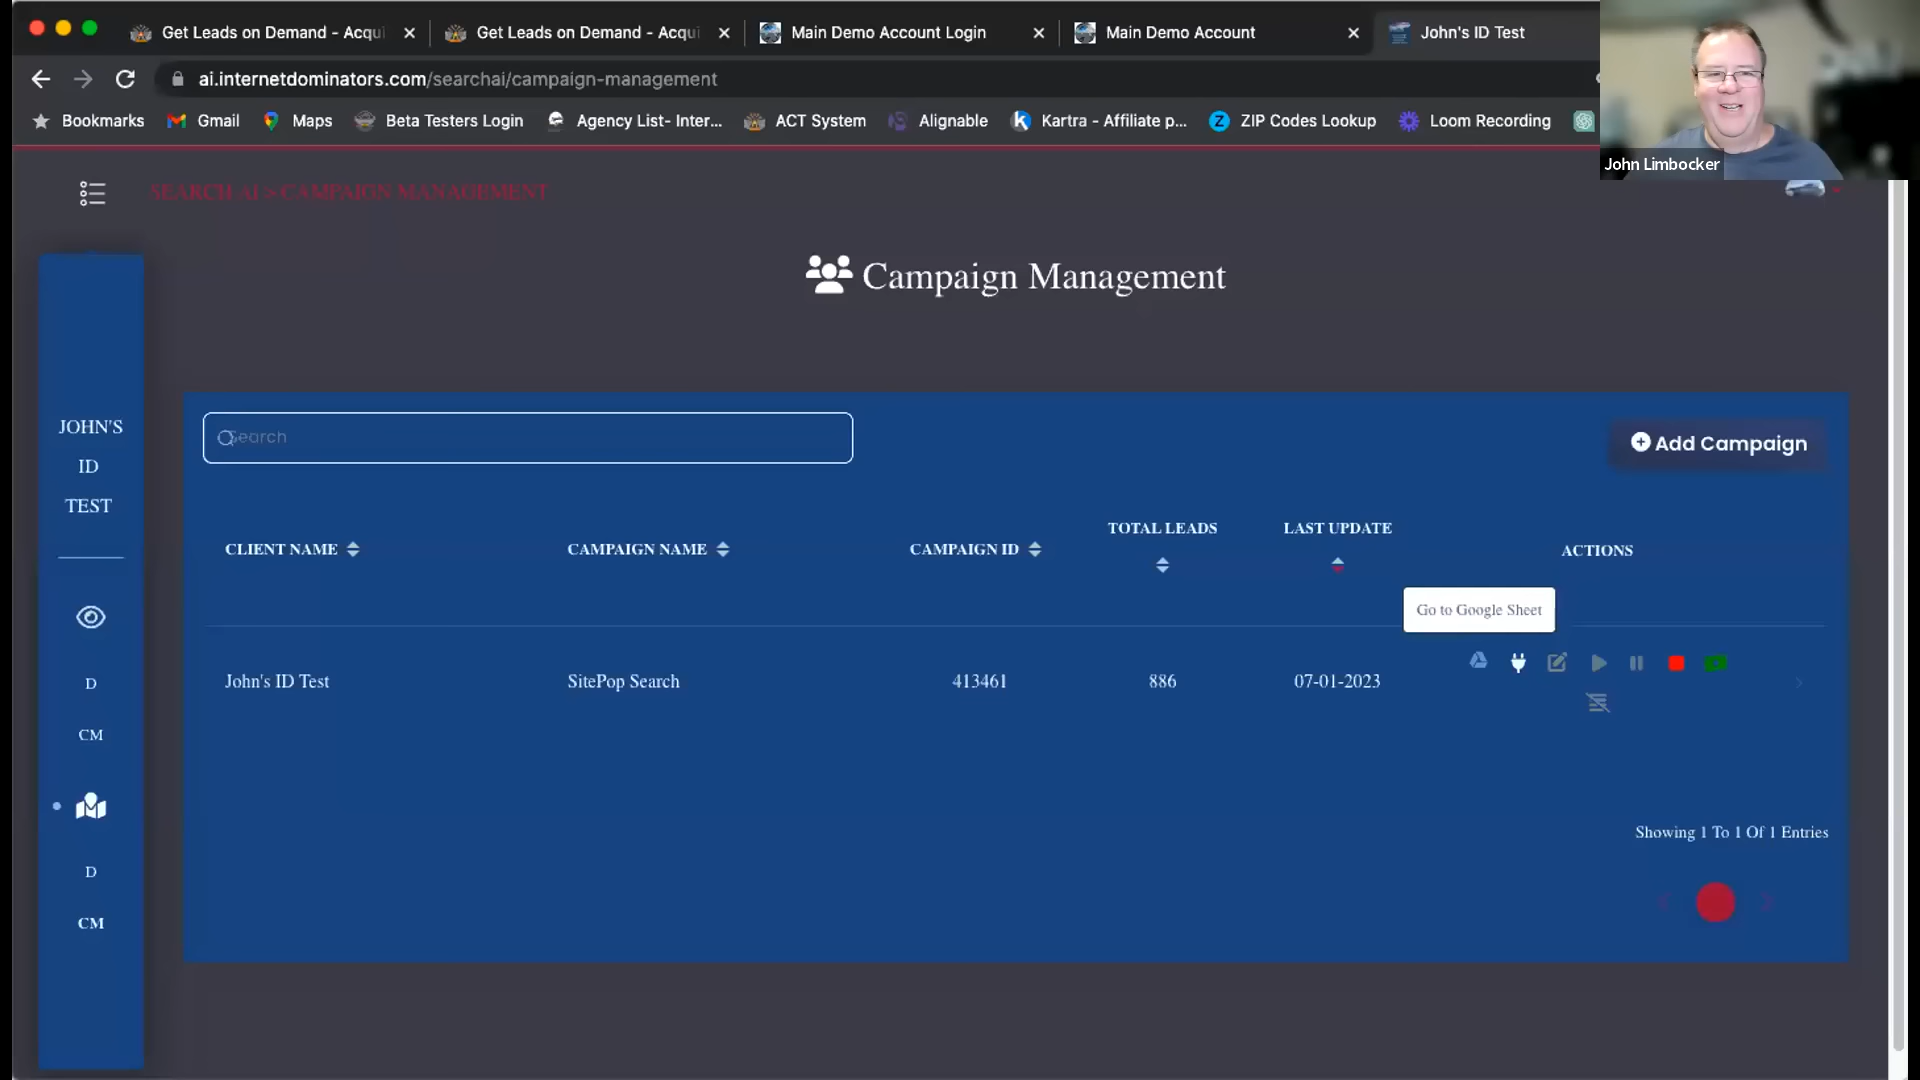 Get Leads on Demand - Acqui
Get Leads on Demand - Acqui
Main Demo Account Login
Main Demo Account
John's ID Test
ai.internetdominators.com/searchai/campaign-management
Bookmarks
Gmail
Maps
Beta Testers Login
Agency List- Inter...
ACT System
Alignable
Kartra - Affiliate p...
ZIP Codes Lookup
Loom Recording
John Limbocker
SEARCH AI > CAMPAIGN MANAGEMENT
Campaign Management
JOHN'S
ID
TEST
D
CM
D
CM
Search
Add Campaign
CLIENT NAME
CAMPAIGN NAME
CAMPAIGN ID
TOTAL LEADS
LAST UPDATE
ACTIONS
Go to Google Sheet
John's ID Test
SitePop Search
413461
886
07-01-2023
Showing 1 To 1 Of 1 Entries